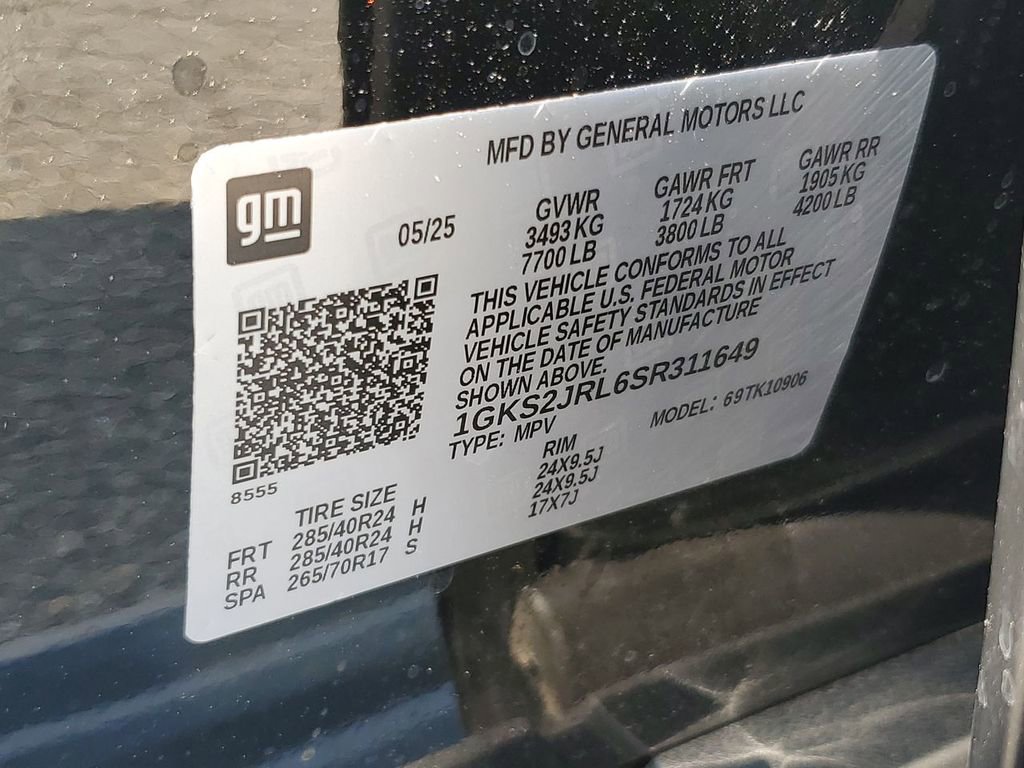 MFD BY GENERAL MOTORS LLC
gm
05/25
GVWR GAWR FRT GAWR RR
3493 KG 1724 KG 1905 KG
7700 LB 3800 LB 4200 LB
THIS VEHICLE CONFORMS TO ALL
APPLICABLE U.S. FEDERAL MOTOR
VEHICLE SAFETY STANDARDS IN EFFECT
ON THE DATE OF MANUFACTURE
SHOWN ABOVE.
1GKS2JRL6SR311649
TYPE: MPV MODEL: 69TK10906
8555
TIRE SIZE RIM
FRT 285/40R24 H 24X9.5J
RR 285/40R24 H 24X9.5J
SPA 265/70R17 S 17X7J